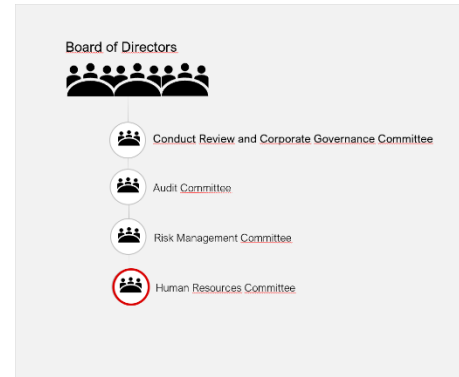 Board of Directors
Conduct Review and Corporate Governance Committee
Audit Committee
Risk Management Committee
Human Resources Committee